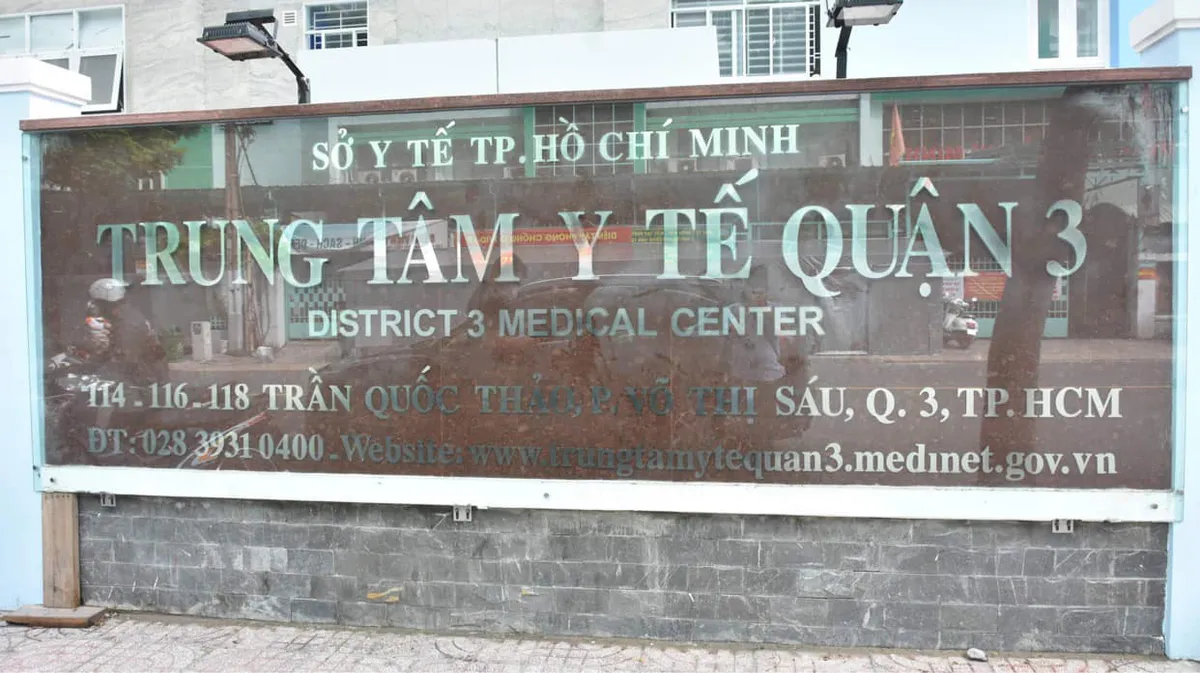 SỞ Y TẾ TP. HỒ CHÍ MINH
TRUNG TÂM Y TẾ QUẬN 3
DISTRICT 3 MEDICAL CENTER
114 - 116 - 118 TRẦN QUỐC THẢO, P. VÕ THỊ SÁU, Q. 3, TP. HCM
ĐT: 028 3931 0400 - Website: www.trungtamytequan3.medinet.gov.vn